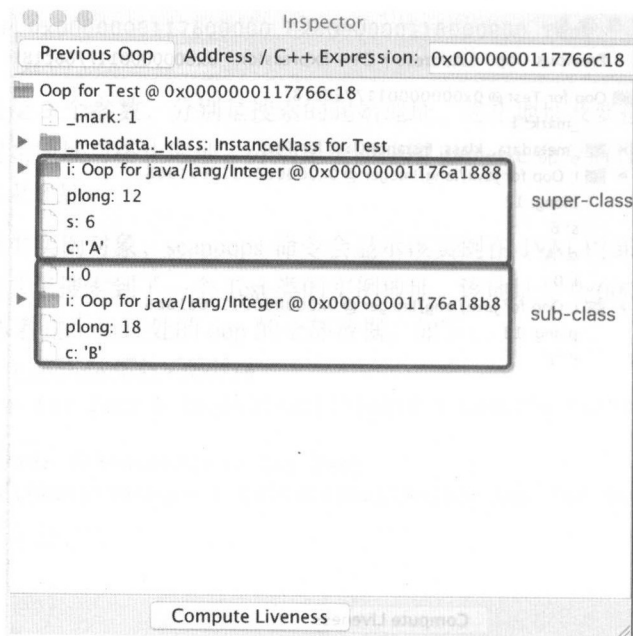 Inspector
Previous Oop Address / C++ Expression: 0x0000000117766c18
Oop for Test @ 0x0000000117766c18
_mark: 1
_metadata._klass: InstanceKlass for Test
i: Oop for java/lang/Integer @ 0x00000001176a1888
plong: 12
s: 6
c: 'A'
super-class
l: 0
i: Oop for java/lang/Integer @ 0x00000001176a18b8
plong: 18
c: 'B'
sub-class
Compute Liveness